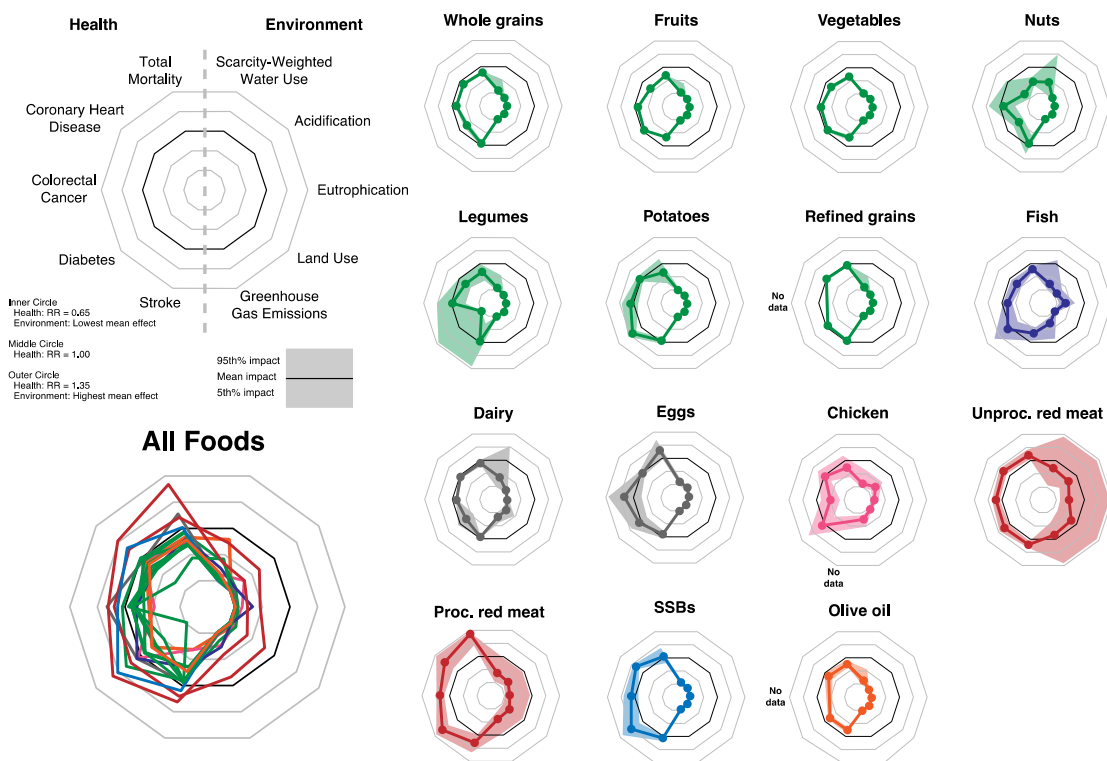 Health
Environment
Total
Mortality
Scarcity-Weighted
Water Use
Coronary Heart
Disease
Acidification
Colorectal
Cancer
Eutrophication
Diabetes
Land Use
Stroke
Greenhouse
Gas Emissions
Inner Circle
Health: RR = 0.65
Environment: Lowest mean effect
Middle Circle
Health: RR = 1.00
Outer Circle
Health: RR = 1.35
Environment: Highest mean effect
95th% impact
Mean impact
5th% impact
All Foods
Whole grains
Fruits
Vegetables
Nuts
Legumes
Potatoes
Refined grains
No
data
Fish
Dairy
Eggs
Chicken
No
data
Unproc. red meat
Proc. red meat
SSBs
Olive oil
No
data